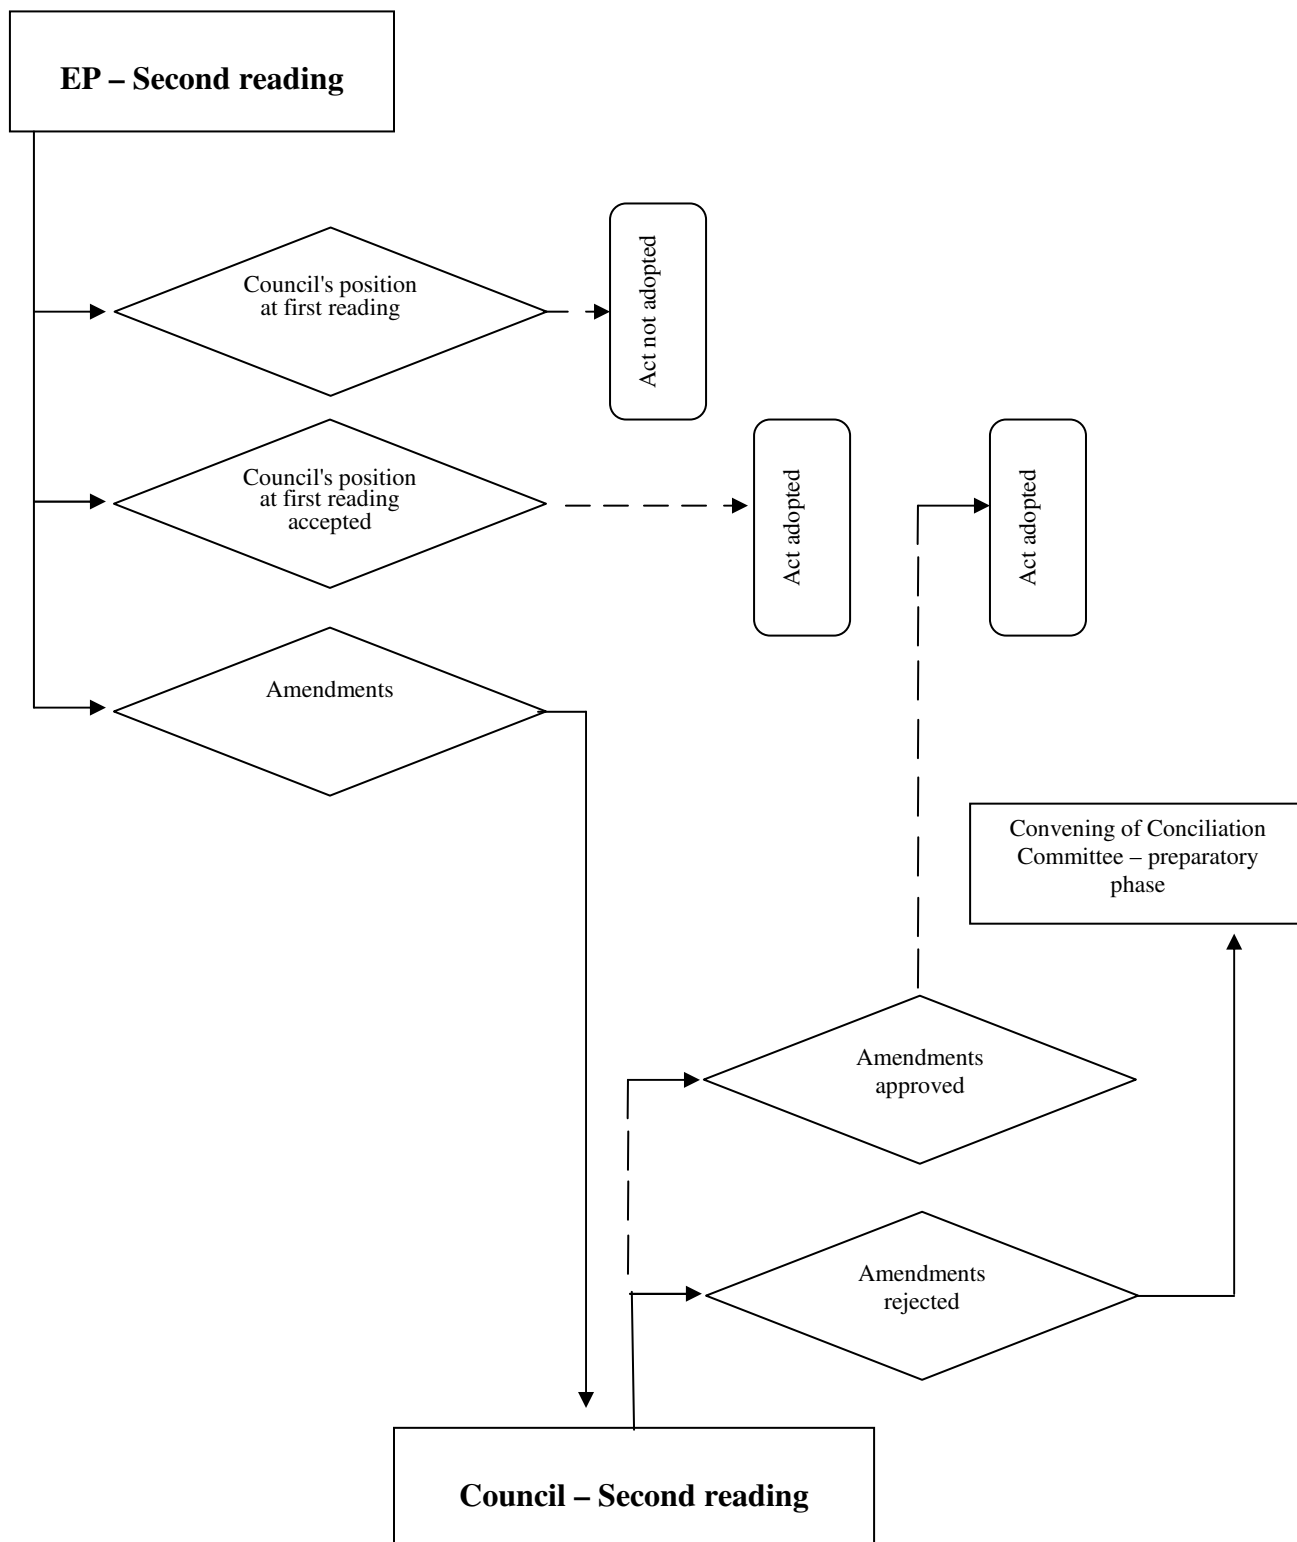 EP – Second reading
Council's position
at first reading
Act not adopted
Council's position
at first reading
accepted
Act adopted
Act adopted
Amendments
Convening of Conciliation
Committee – preparatory
phase
Amendments
approved
Amendments
rejected
Council – Second reading